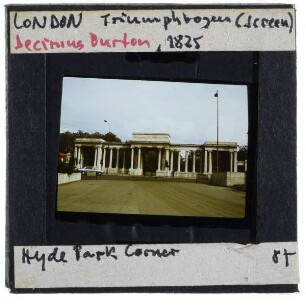 LONDON Triumphbogen (Screen)
Decimus Burton, 1825
Hyde Park Corner 87